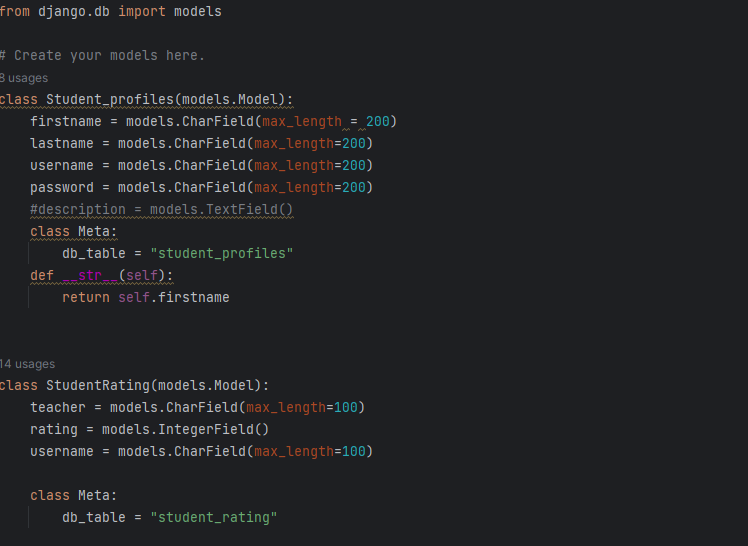 from django.db import models
# Create your models here.
8 usages
class Student_profiles(models.Model):
firstname = models.CharField(max_length = 200)
lastname = models.CharField(max_length=200)
username = models.CharField(max_length=200)
password = models.CharField(max_length=200)
#description = models.TextField()
class Meta:
db_table = "student_profiles"
def __str__(self):
return self.firstname
14 usages
class StudentRating(models.Model):
teacher = models.CharField(max_length=100)
rating = models.IntegerField()
username = models.CharField(max_length=100)
class Meta:
db_table = "student_rating"